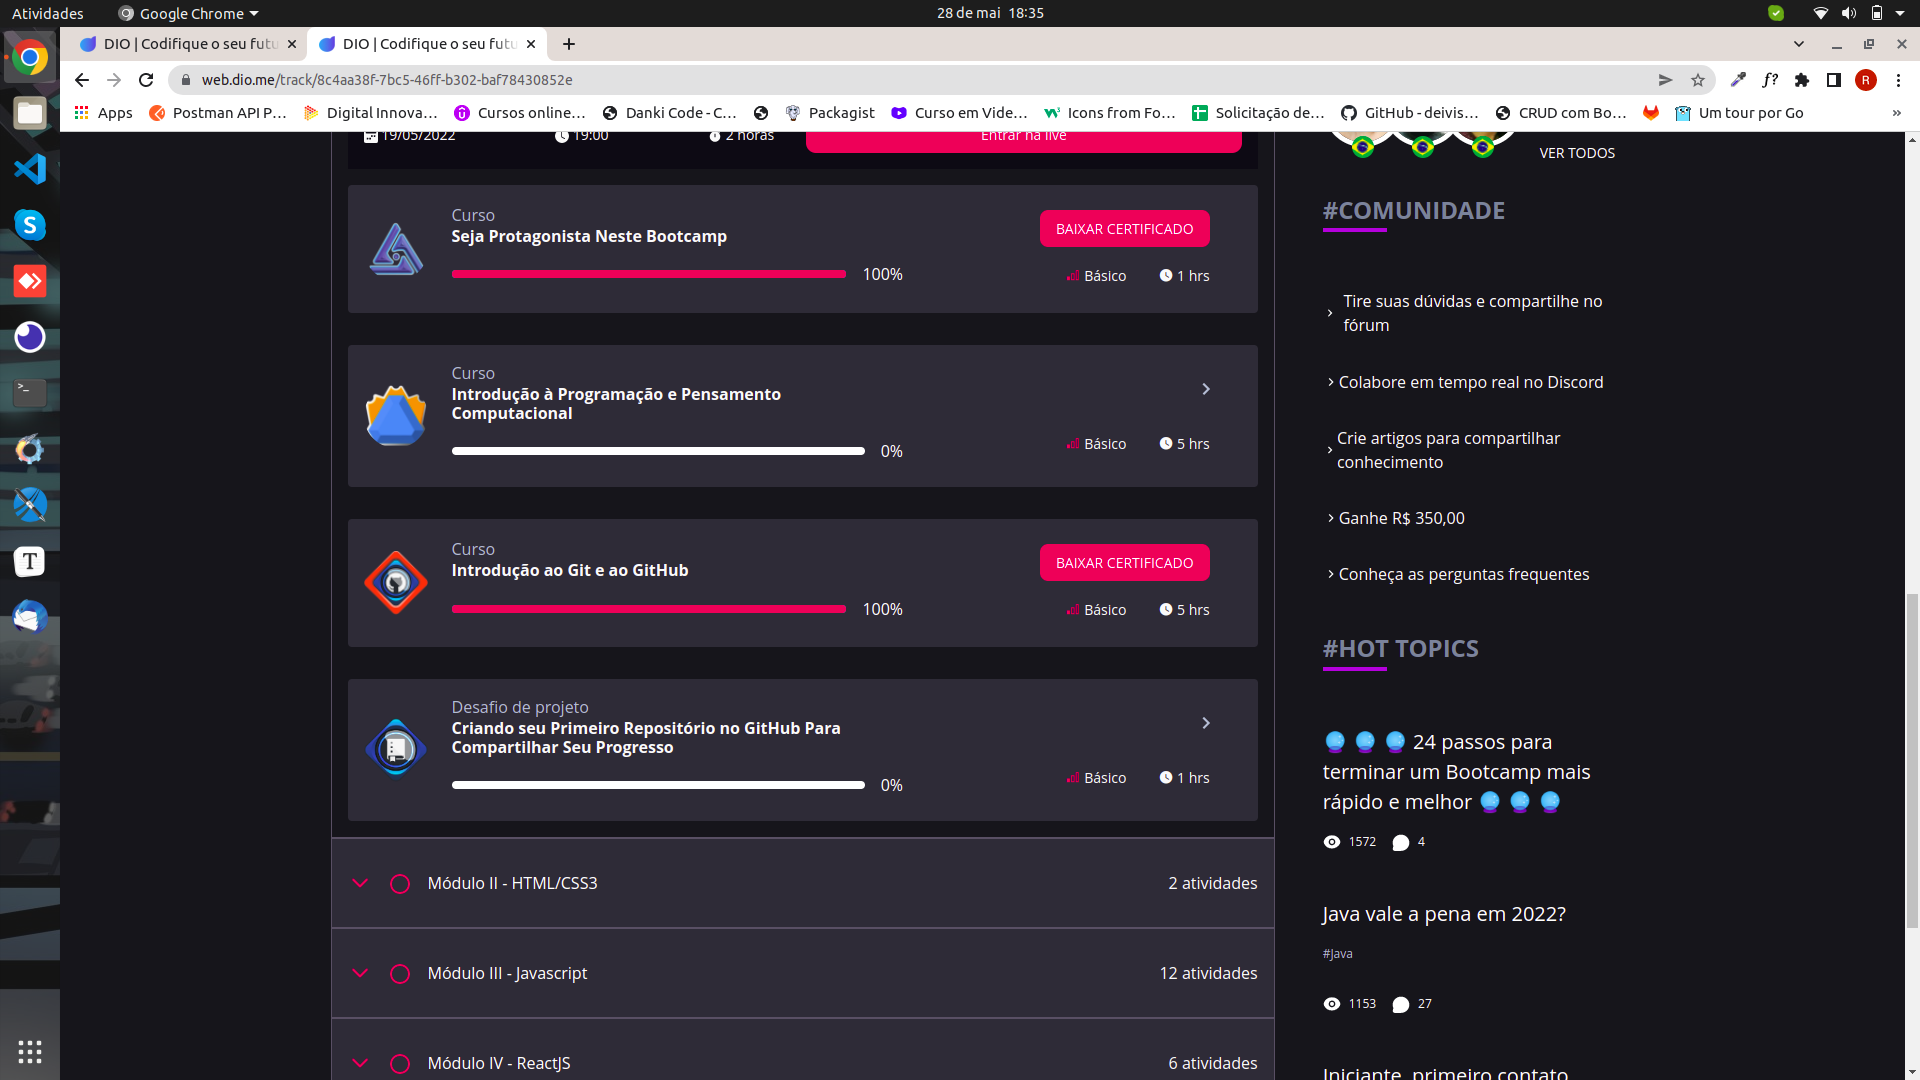 Atividades
Google Chrome
28 de mai 18:35
DIO | Codifique o seu futu
DIO | Codifique o seu futu
web.dio.me/track/8c4aa38f-7bc5-46ff-b302-baf78430852e
f?
R
Apps
Postman API P...
Digital Innova...
Cursos online...
Danki Code - C...
Packagist
Curso em Vide...
Icons from Fo...
Solicitação de...
GitHub - deivis...
CRUD com Bo...
Um tour por Go
»
19/05/2022
19:00
2 horas
Entrar na live
Curso
Seja Protagonista Neste Bootcamp
100%
BAIXAR CERTIFICADO
Básico
1 hrs
Curso
Introdução à Programação e Pensamento
Computacional
0%
Básico
5 hrs
Curso
Introdução ao Git e ao GitHub
100%
BAIXAR CERTIFICADO
Básico
5 hrs
Desafio de projeto
Criando seu Primeiro Repositório no GitHub Para
Compartilhar Seu Progresso
0%
Básico
1 hrs
Módulo II - HTML/CSS3
2 atividades
Módulo III - Javascript
12 atividades
Módulo IV - ReactJS
6 atividades
VER TODOS
#COMUNIDADE
Tire suas dúvidas e compartilhe no
fórum
Colabore em tempo real no Discord
Crie artigos para compartilhar
conhecimento
Ganhe R$ 350,00
Conheça as perguntas frequentes
#HOT TOPICS
🔮 🔮 🔮 24 passos para
terminar um Bootcamp mais
rápido e melhor 🔮 🔮 🔮
1572
4
Java vale a pena em 2022?
#Java
1153
27
Iniciante, primeiro contato